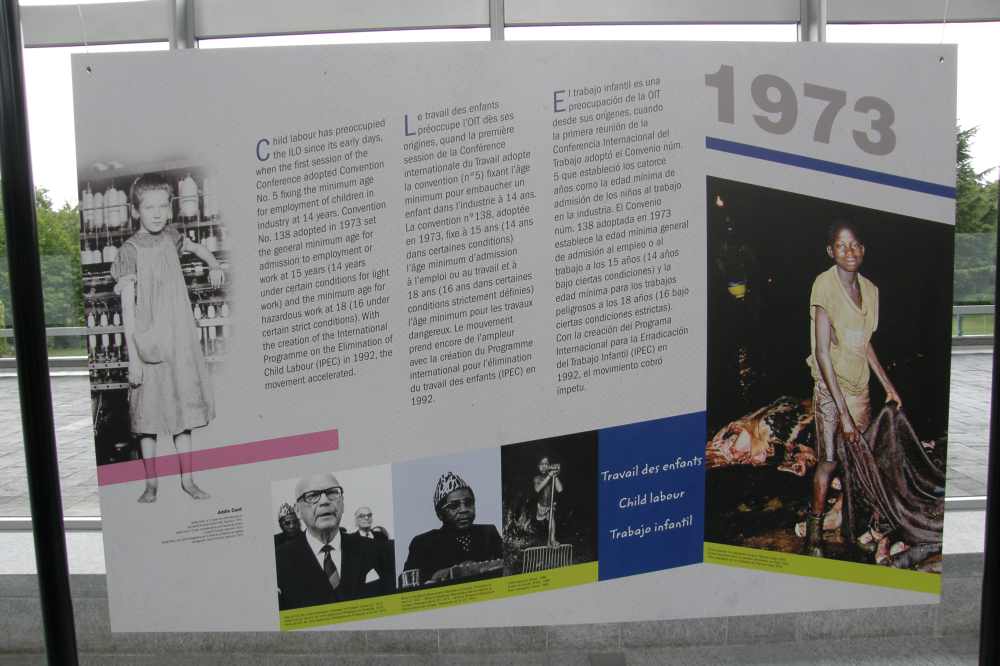 Child labour has preoccupied
the ILO since its early days,
when the first session of the
Conference adopted Convention
No. 5 fixing the minimum age
for employment of children in
industry at 14 years. Convention
No. 138 adopted in 1973 set
the general minimum age for
admission to employment or
work at 15 years (14 years
under certain conditions for light
work) and the minimum age for
hazardous work at 18 (16 under
certain strict conditions). With
the creation of the International
Programme on the Elimination of
Child Labour (IPEC) in 1992, the
movement accelerated.
Le travail des enfants
préoccupe l'OIT dès ses
origines, quand la première
session de la Conférence
internationale du Travail adopte
la convention (n°5) fixant l'âge
minimum pour embaucher un
enfant dans l'industrie à 14 ans.
La convention n°138, adoptée
en 1973, fixe à 15 ans (14 ans
dans certaines conditions)
l'âge minimum d'admission
à l'emploi ou au travail et à
18 ans (16 ans dans certaines
conditions strictement définies)
l'âge minimum pour les travaux
dangereux. Le mouvement
prend encore de l'ampleur
avec la création du Programme
international pour l'élimination
du travail des enfants (IPEC) en
1992.
El trabajo infantil es una
preocupación de la OIT
desde sus orígenes, cuando
la primera reunión de la
Conferencia Internacional del
Trabajo adoptó el Convenio núm.
5 que estableció los catorce
años como la edad mínima de
admisión de los niños al trabajo
en la industria. El Convenio
núm. 138 adoptada en 1973
establece la edad mínima general
de admisión al empleo o al
trabajo a los 15 años (14 años
bajo ciertas condiciones) y la
edad mínima para los trabajos
peligrosos a los 18 años (16 bajo
ciertas condiciones estrictas).
Con la creación del Programa
Internacional para la Erradicación
del Trabajo Infantil (IPEC) en
1992, el movimiento cobró
ímpetu.
1973
Addie Card
Travail des enfants
Child labour
Trabajo infantil